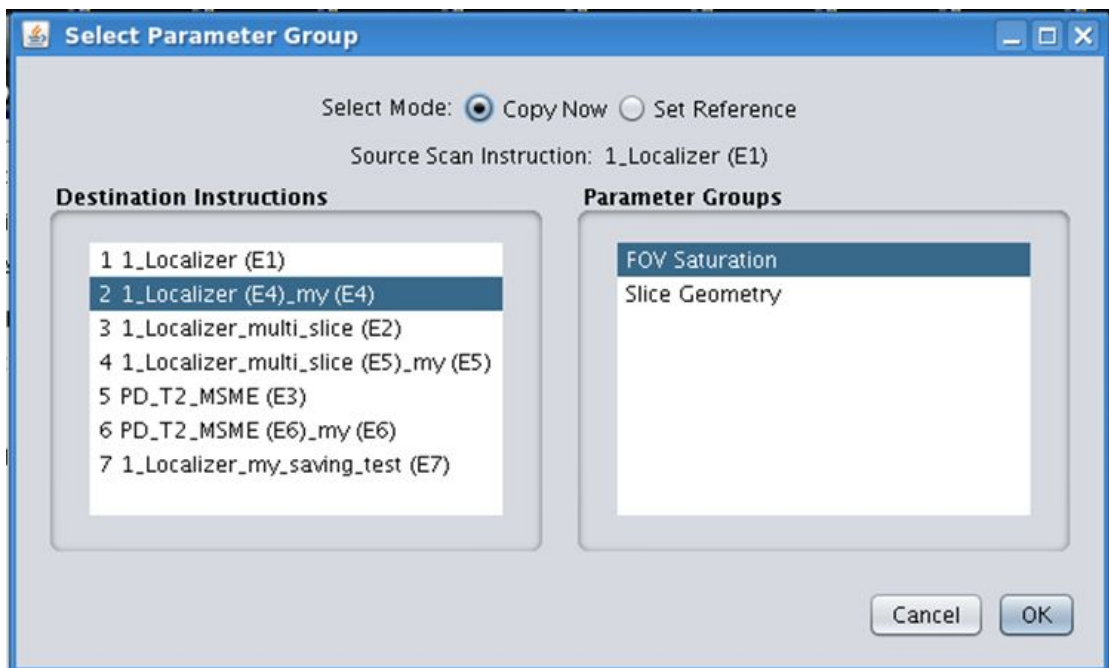 Select Parameter Group
Select Mode: Copy Now Set Reference
Source Scan Instruction: 1_Localizer (E1)
Destination Instructions
1 1_Localizer (E1)
2 1_Localizer (E4)_my (E4)
3 1_Localizer_multi_slice (E2)
4 1_Localizer_multi_slice (E5)_my (E5)
5 PD_T2_MSME (E3)
6 PD_T2_MSME (E6)_my (E6)
7 1_Localizer_my_saving_test (E7)
Parameter Groups
FOV Saturation
Slice Geometry
Cancel
OK